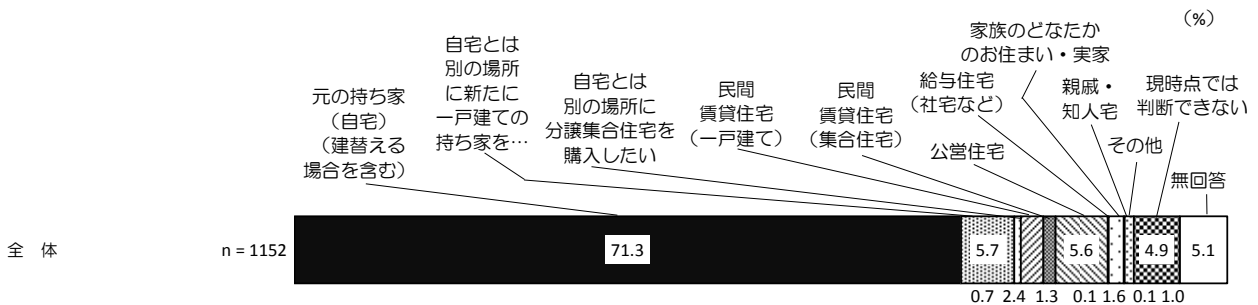 （%）
元の持ち家
（自宅）
（建替える
場合を含む）
自宅とは
別の場所
に新たに
一戸建ての
持ち家を…
自宅とは
別の場所に
分譲集合住宅を
購入したい
民間
賃貸住宅
（一戸建て）
民間
賃貸住宅
（集合住宅）
公営住宅
給与住宅
（社宅など）
家族のどなたか
のお住まい・実家
親戚・
知人宅
その他
現時点では
判断できない
無回答
全　体 n = 1152 71.3 5.7 5.6 4.9 5.1
0.7 2.4 1.3 0.1 1.6 0.1 1.0